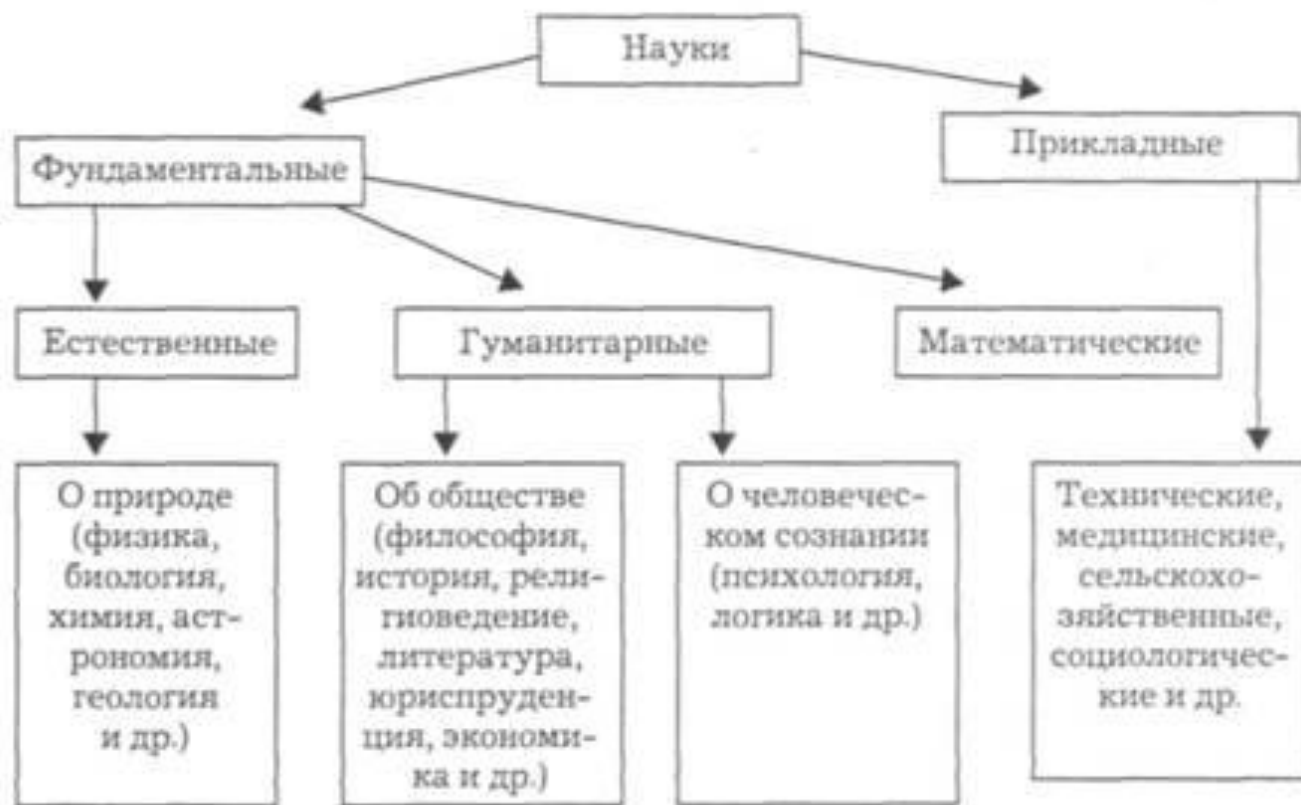 Науки
Фундаментальные
Прикладные
Естественные
Гуманитарные
Математические
О природе
(физика,
биология,
химия, аст-
рономия,
геология
и др.)
Об обществе
(философия,
история, рели-
гиоведение,
литература,
юриспруден-
ция, экономи-
ка и др.)
О человечес-
ком сознании
(психология,
логика и др.)
Технические,
медицинские,
сельскохо-
зяйственные,
социологичес-
кие и др.